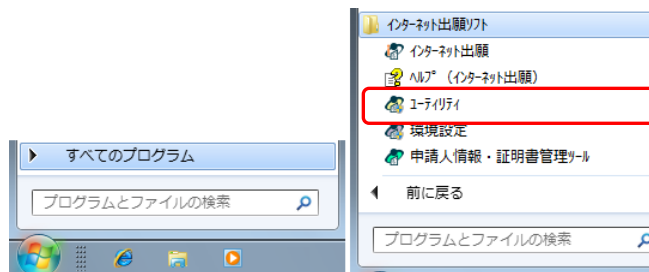 すべてのプログラム
プログラムとファイルの検索
インターネット出願ソフト
インターネット出願
ヘルプ (インターネット出願)
ユーティリティ
環境設定
申請人情報・証明書管理ツール
前に戻る
プログラムとファイルの検索